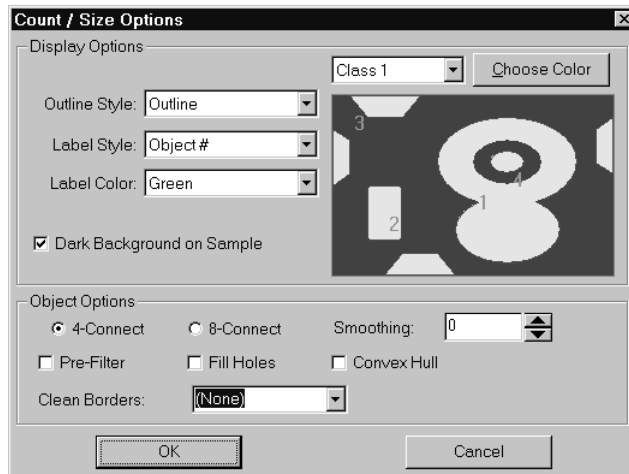 Count / Size Options
Display Options
Class 1
Choose Color
Outline Style: Outline
Label Style: Object #
Label Color: Green
Dark Background on Sample
3
4
1
2
Object Options
4-Connect 8-Connect Smoothing: 0
Pre-Filter Fill Holes Convex Hull
Clean Borders: (None)
OK Cancel